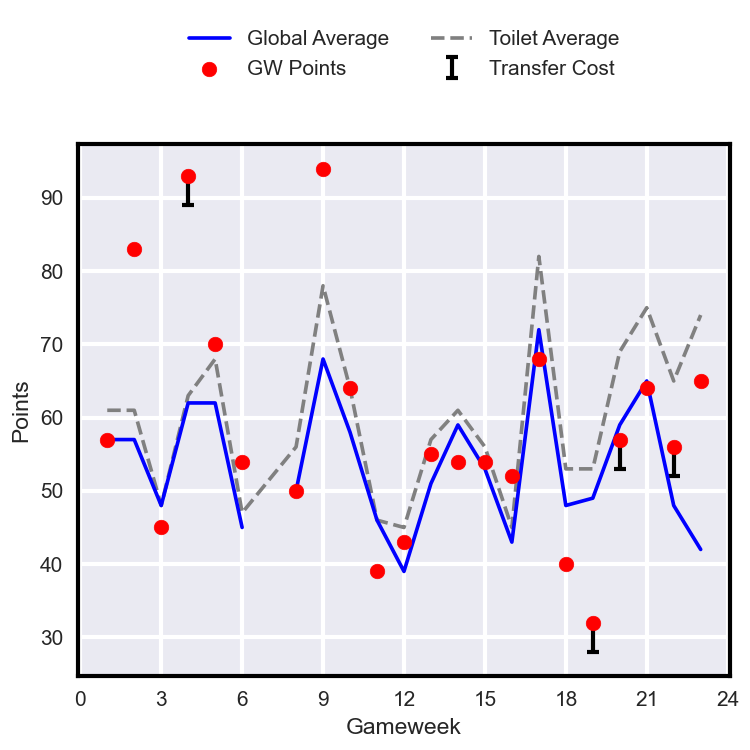 Global Average
Toilet Average
GW Points
Transfer Cost
90
80
70
60
50
40
30
Points
0 3 6 9 12 15 18 21 24
Gameweek